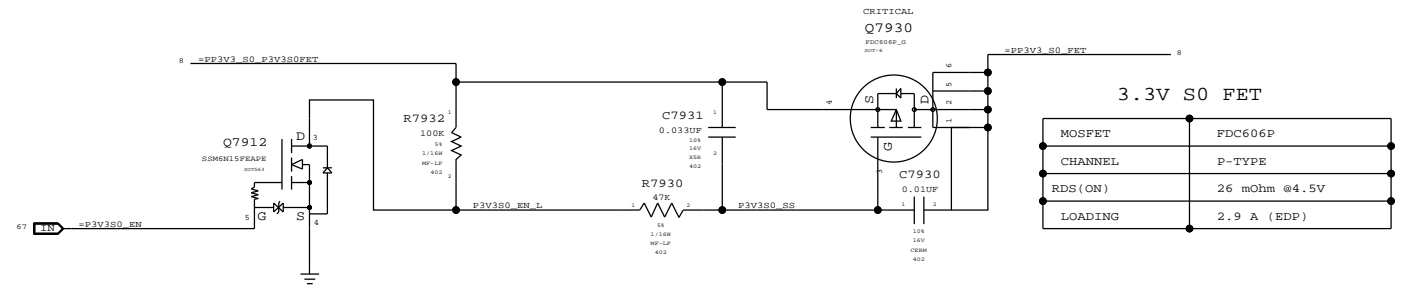 CRITICAL
Q7930
FDC606P_G
SOT-6
8 =PP3V3_S0_P3V3S0FET
=PP3V3_S0_FET 8
4 S D 6 5 2 1
G 3
R7932 1
100K
5%
1/16W
MF-LF
402
2
C7931 1
0.033UF
10%
16V
X5R
402
2
Q7912
SSM6N15FEAPE
SOT563
D 3
5 G S 4
67 IN =P3V3S0_EN
P3V3S0_EN_L
R7930
47K
1 2
5%
1/16W
MF-LF
402
P3V3S0_SS
C7930
0.01UF
1 2
10%
16V
CERM
402
3.3V S0 FET
MOSFET FDC606P
CHANNEL P-TYPE
RDS(ON) 26 mOhm @4.5V
LOADING 2.9 A (EDP)